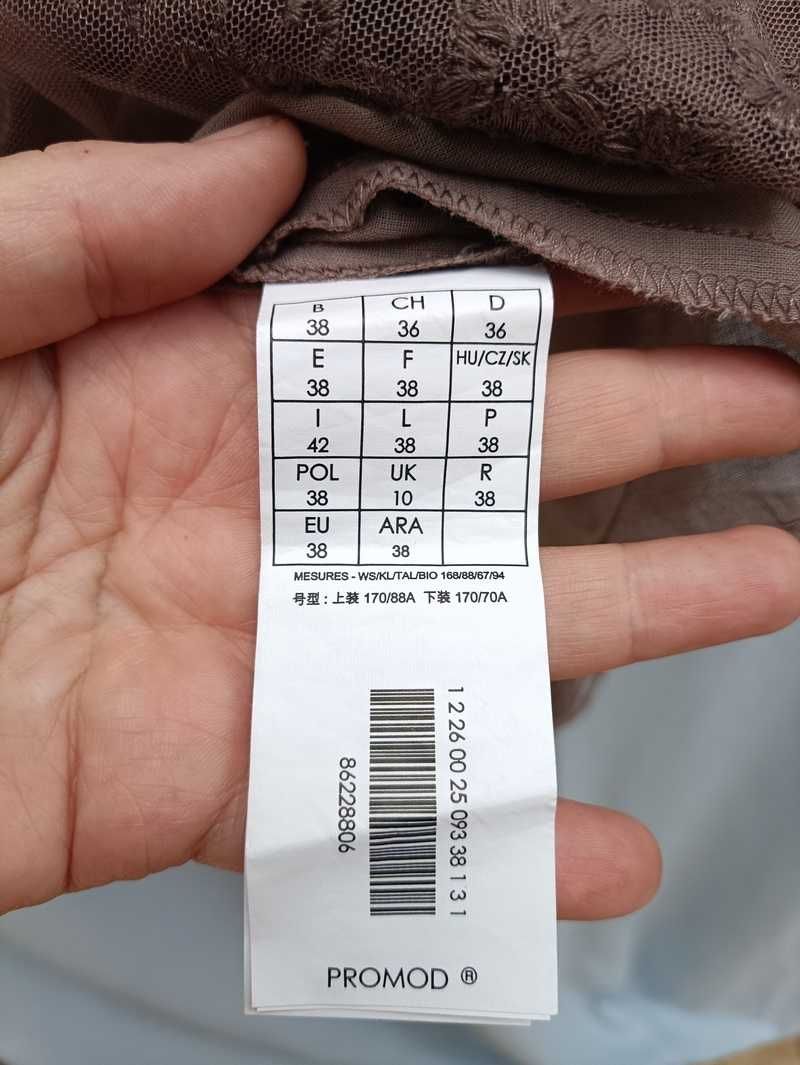 B CH D
38 36 36
E F HU/CZ/SK
38 38 38
I L P
42 38 38
POL UK R
38 10 38
EU ARA
38 38
MESURES - WS/KL/TAL/BIO 168/88/67/94
号型 : 上装 170/88A 下装 170/70A
1 2 26 00 25 093 38 1 3 1
86228806
PROMOD ®